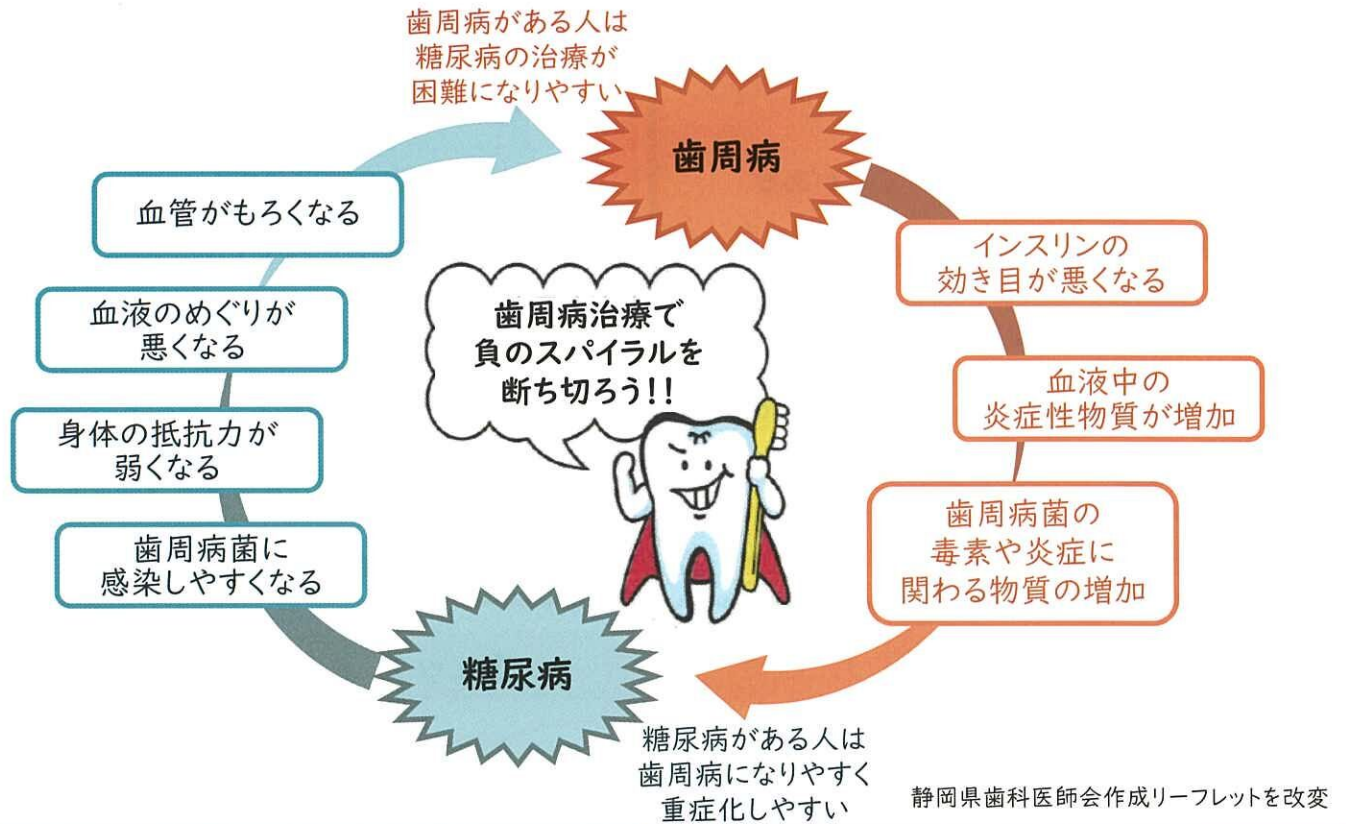 歯周病がある人は
糖尿病の治療が
困難になりやすい
歯周病
インスリンの
効き目が悪くなる
血液中の
炎症性物質が増加
歯周病菌の
毒素や炎症に
関わる物質の増加
糖尿病がある人は
歯周病になりやすく
重症化しやすい
糖尿病
歯周病菌に
感染しやすくなる
身体の抵抗力が
弱くなる
血液のめぐりが
悪くなる
血管がもろくなる
歯周病治療で
負のスパイラルを
断ち切ろう!!
静岡県歯科医師会作成リーフレットを改変